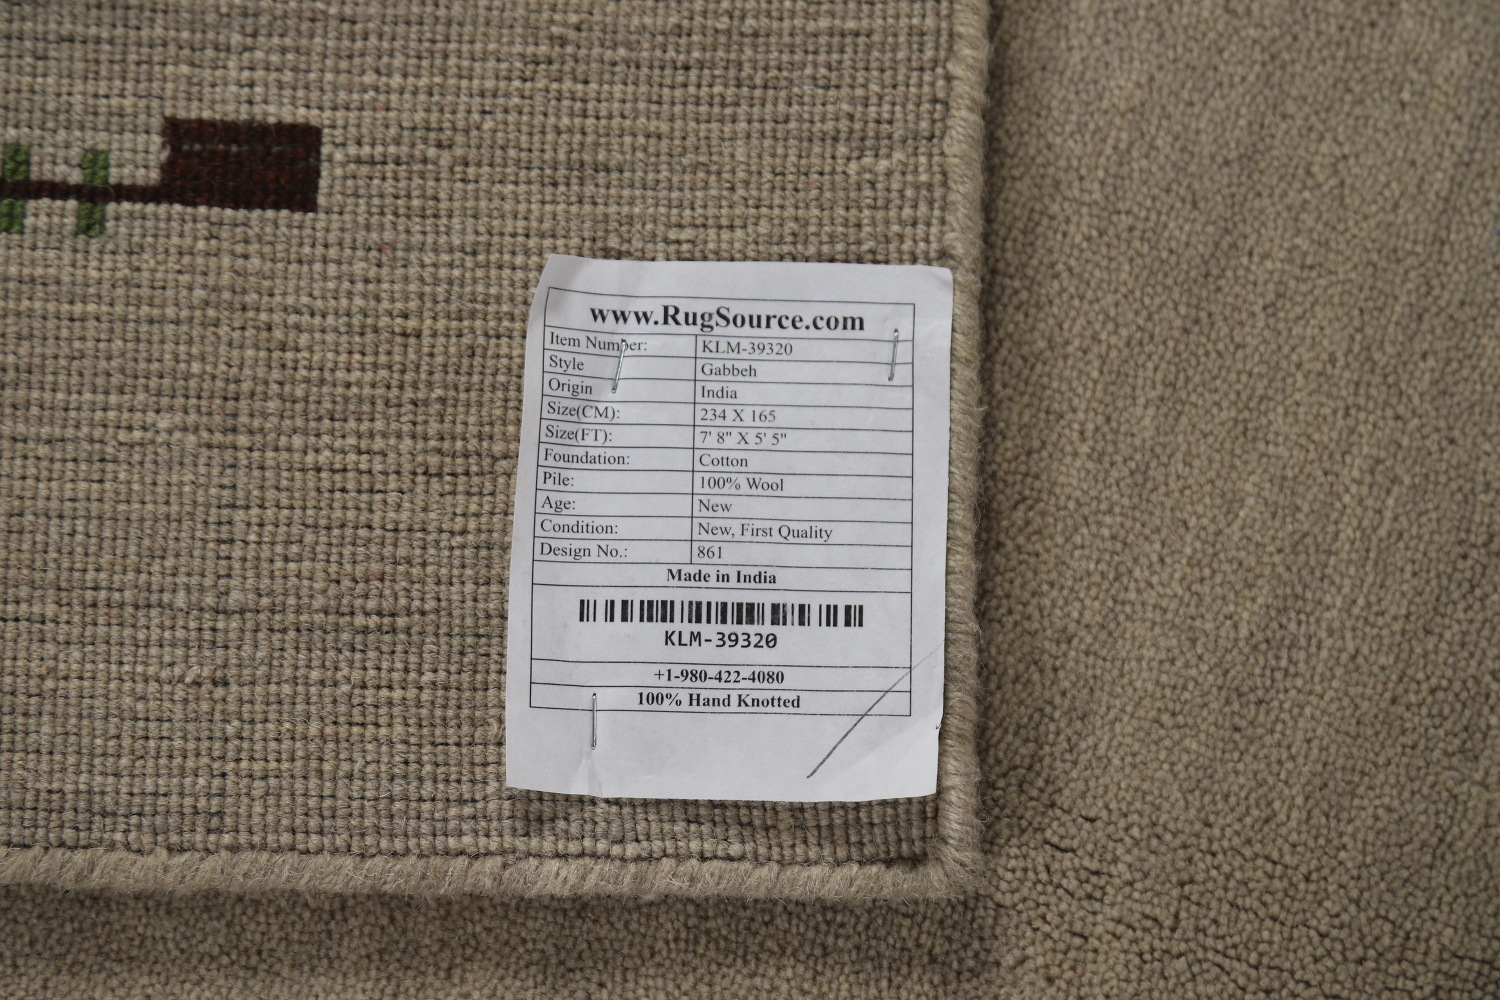 www.RugSource.com
Item Number: KLM-39320
Style Gabbeh
Origin India
Size(CM): 234 X 165
Size(FT): 7' 8" X 5' 5"
Foundation: Cotton
Pile: 100% Wool
Age: New
Condition: New, First Quality
Design No.: 861
Made in India
KLM-39320
+1-980-422-4080
100% Hand Knotted